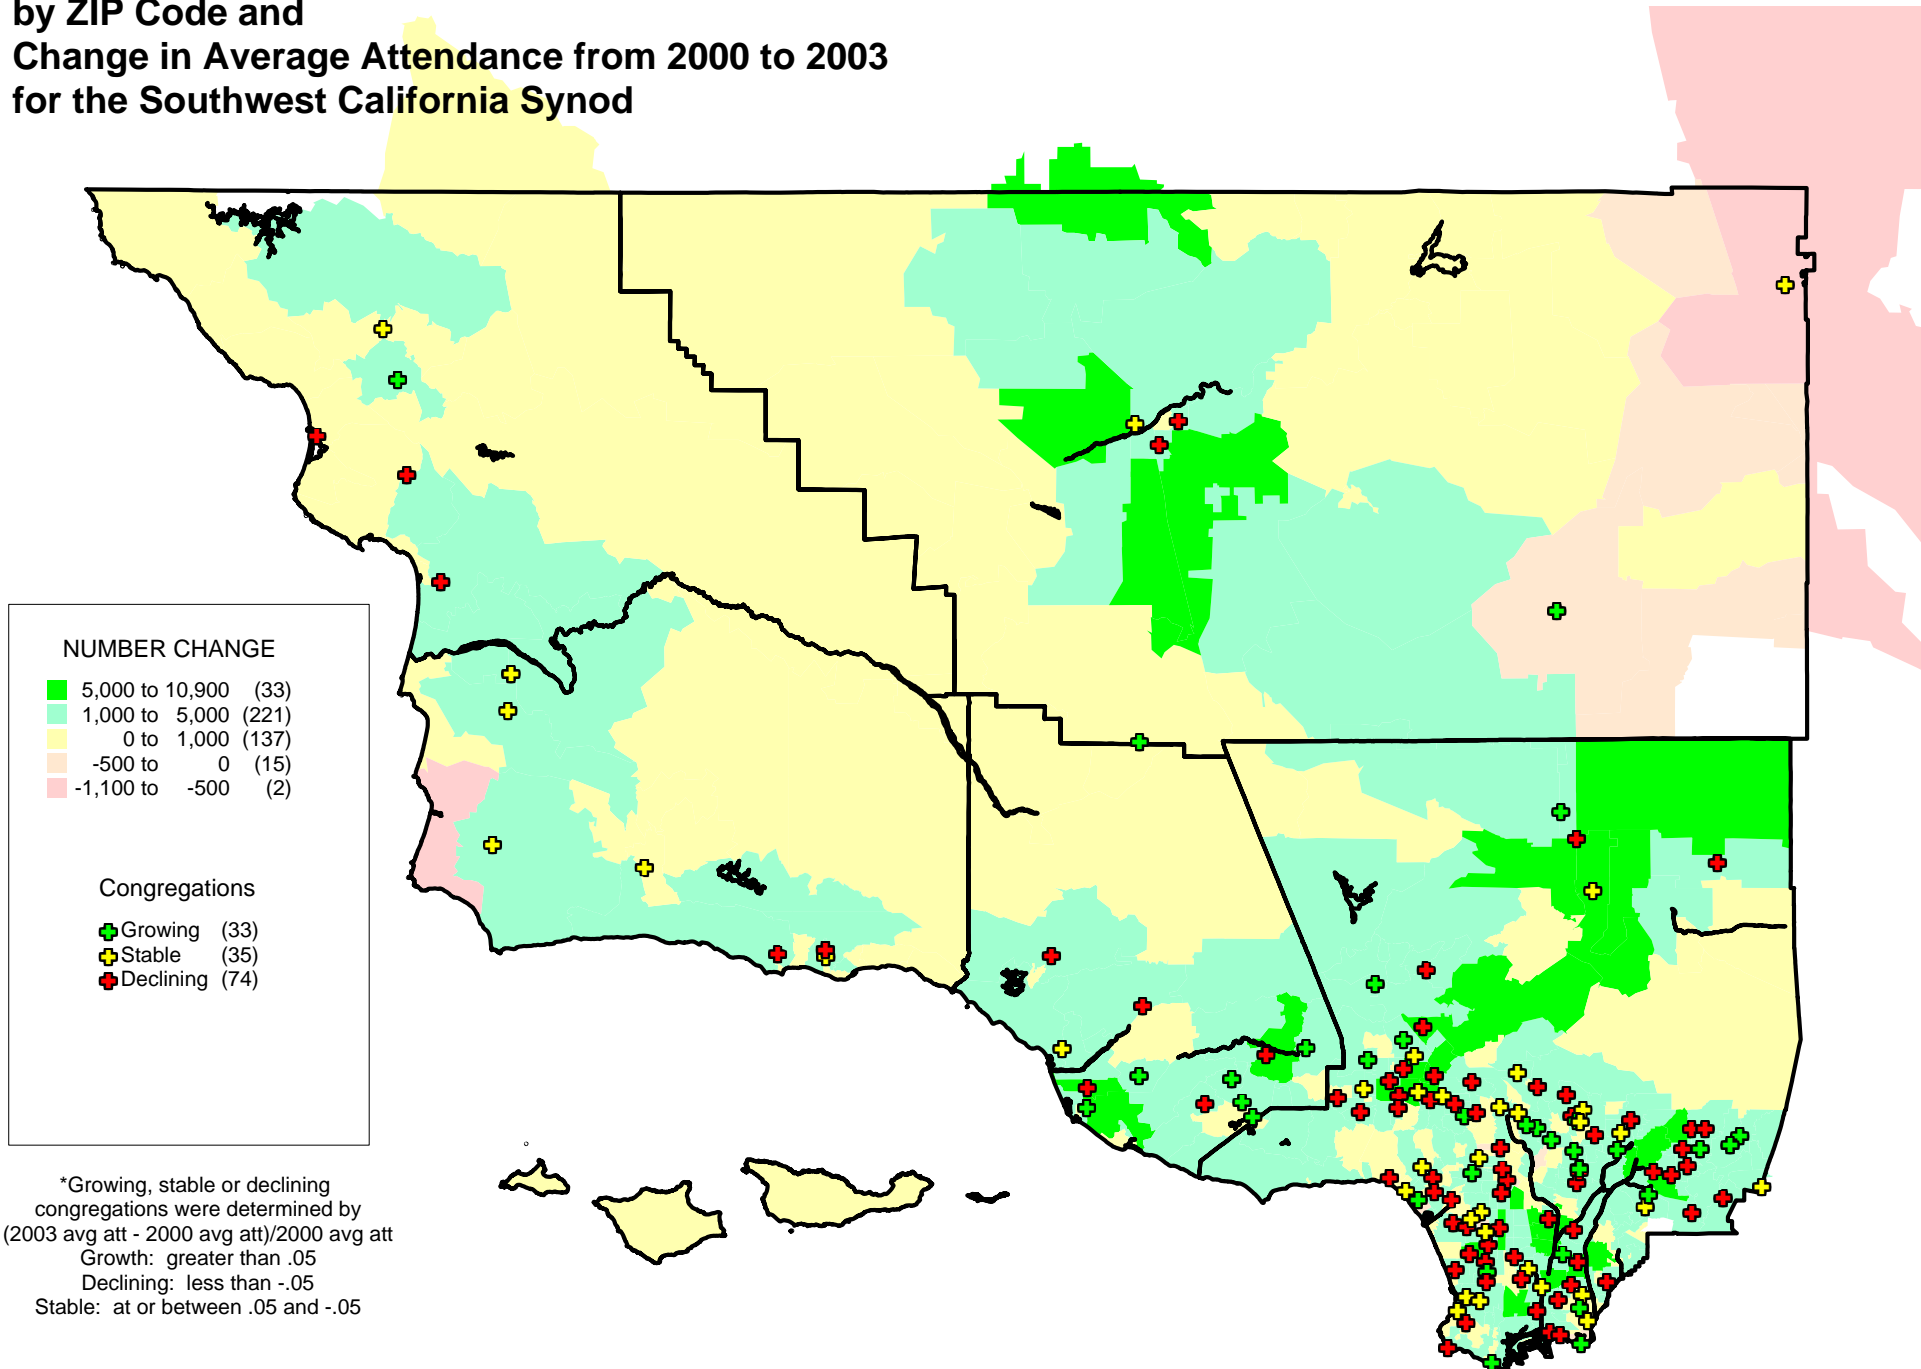 by ZIP Code and
Change in Average Attendance from 2000 to 2003
for the Southwest California Synod
NUMBER CHANGE
5,000 to 10,900 (33)
1,000 to 5,000 (221)
0 to 1,000 (137)
-500 to 0 (15)
-1,100 to -500 (2)
Congregations
Growing (33)
Stable (35)
Declining (74)
*Growing, stable or declining
congregations were determined by
(2003 avg att - 2000 avg att)/2000 avg att
Growth: greater than .05
Declining: less than -.05
Stable: at or between .05 and -.05